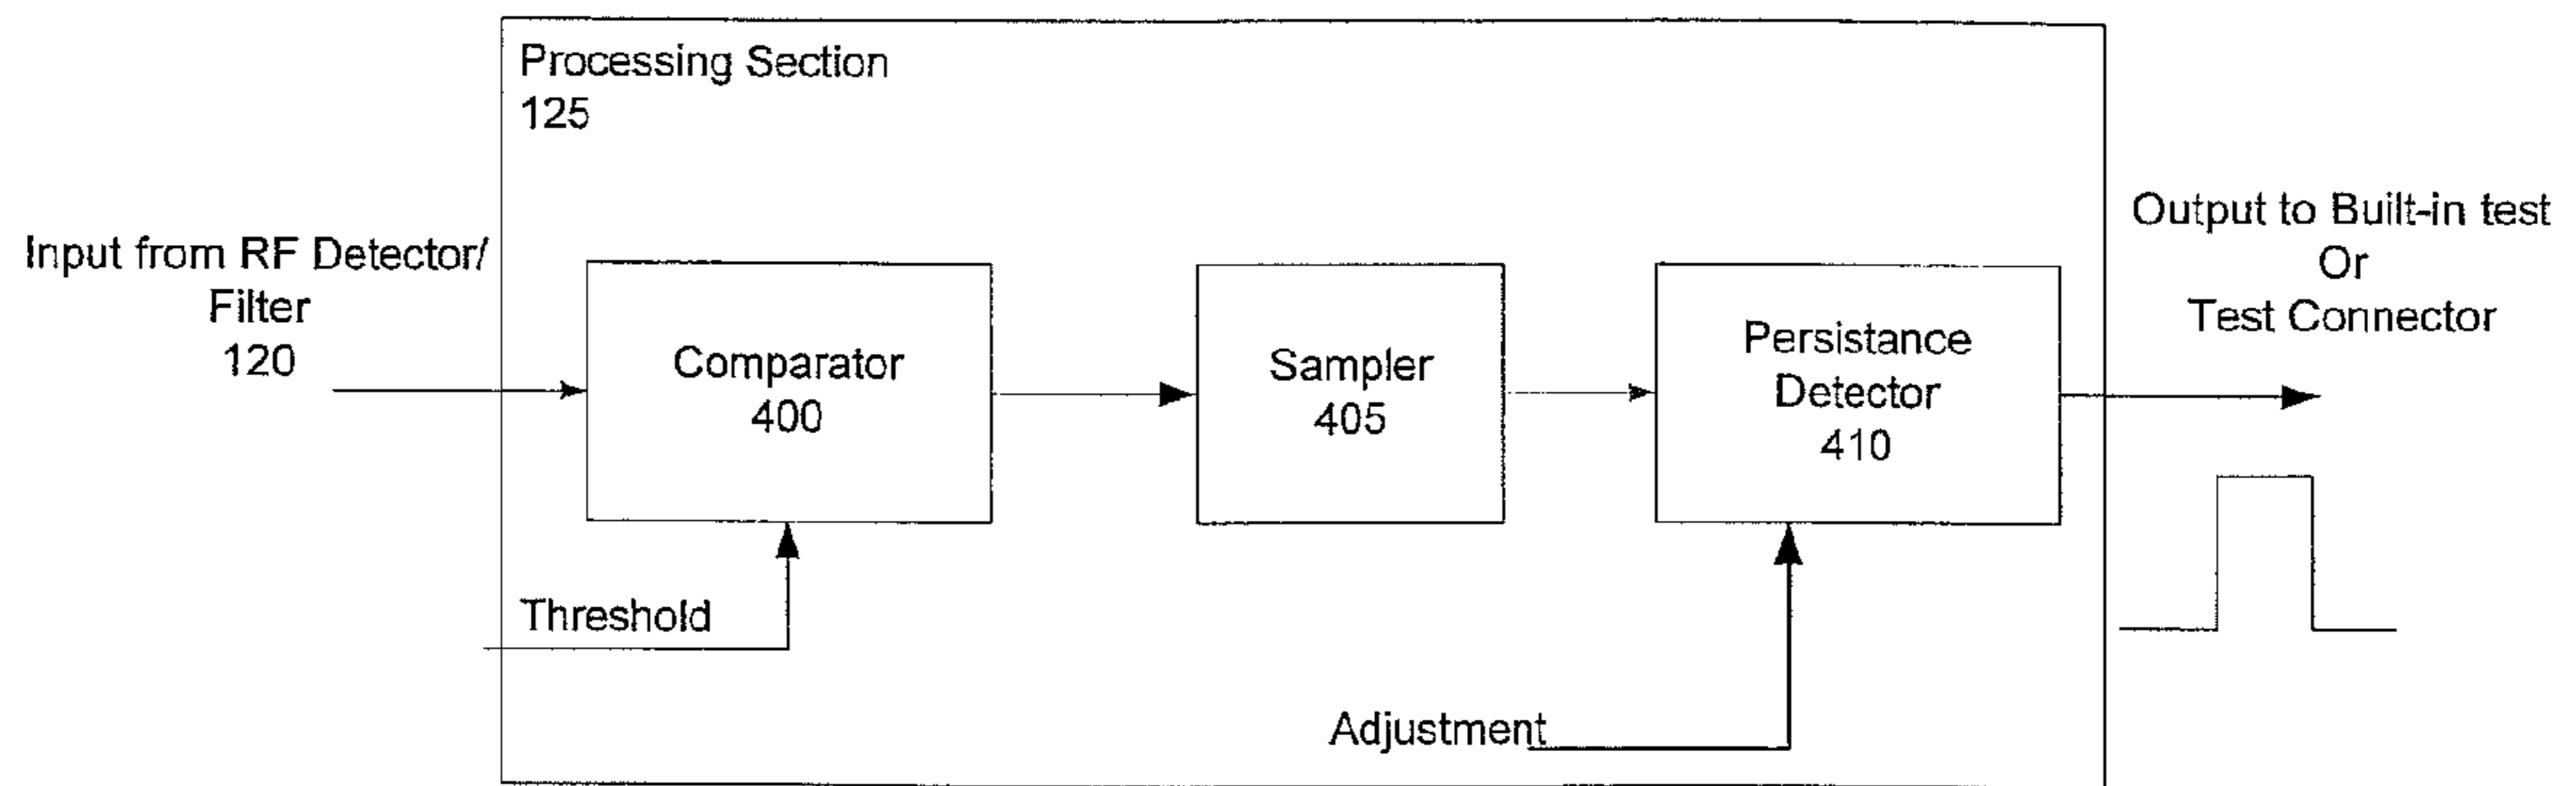 Processing Section
125
Input from RF Detector/
Filter
120
Comparator
400
Sampler
405
Persistance
Detector
410
Output to Built-in test
Or
Test Connector
Threshold
Adjustment